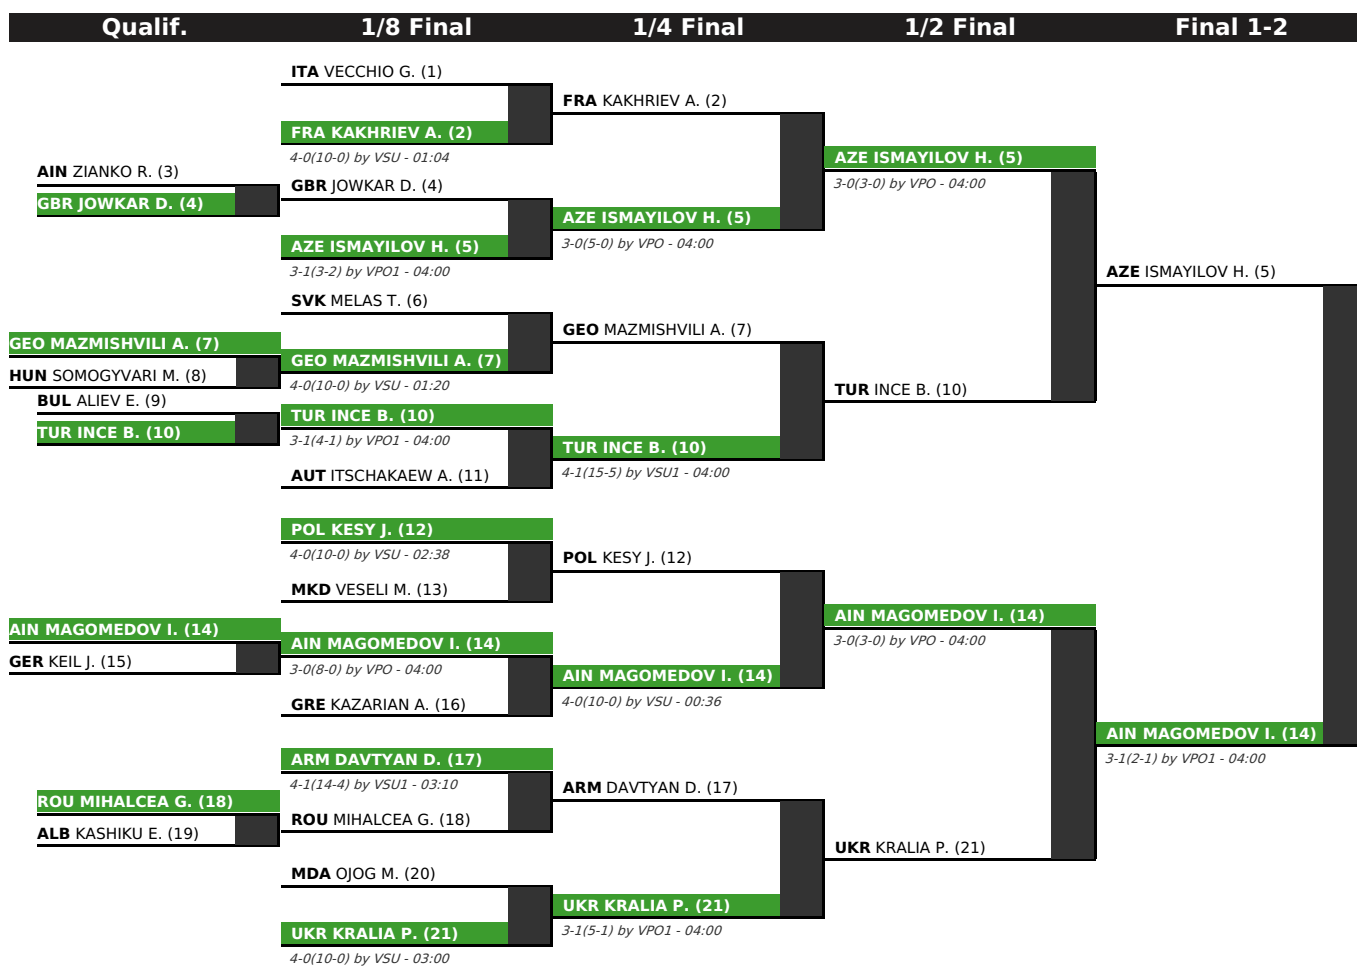 Qualif.
1/8 Final
1/4 Final
1/2 Final
Final 1-2
AIN ZIANKO R. (3)
GBR JOWKAR D. (4)
GEO MAZMISHVILI A. (7)
HUN SOMOGYVARI M. (8)
BUL ALIEV E. (9)
TUR INCE B. (10)
AIN MAGOMEDOV I. (14)
GER KEIL J. (15)
ROU MIHALCEA G. (18)
ALB KASHIKU E. (19)
ITA VECCHIO G. (1)
FRA KAKHRIEV A. (2)
4-0(10-0) by VSU - 01:04
GBR JOWKAR D. (4)
AZE ISMAYILOV H. (5)
3-1(3-2) by VPO1 - 04:00
SVK MELAS T. (6)
GEO MAZMISHVILI A. (7)
4-0(10-0) by VSU - 01:20
TUR INCE B. (10)
3-1(4-1) by VPO1 - 04:00
AUT ITSCHAKAEW A. (11)
POL KESY J. (12)
4-0(10-0) by VSU - 02:38
MKD VESELI M. (13)
AIN MAGOMEDOV I. (14)
3-0(8-0) by VPO - 04:00
GRE KAZARIAN A. (16)
ARM DAVTYAN D. (17)
4-1(14-4) by VSU1 - 03:10
ROU MIHALCEA G. (18)
MDA OJOG M. (20)
UKR KRALIA P. (21)
4-0(10-0) by VSU - 03:00
FRA KAKHRIEV A. (2)
AZE ISMAYILOV H. (5)
3-0(5-0) by VPO - 04:00
GEO MAZMISHVILI A. (7)
TUR INCE B. (10)
4-1(15-5) by VSU1 - 04:00
POL KESY J. (12)
AIN MAGOMEDOV I. (14)
4-0(10-0) by VSU - 00:36
ARM DAVTYAN D. (17)
UKR KRALIA P. (21)
3-1(5-1) by VPO1 - 04:00
AZE ISMAYILOV H. (5)
3-0(3-0) by VPO - 04:00
TUR INCE B. (10)
AIN MAGOMEDOV I. (14)
3-0(3-0) by VPO - 04:00
UKR KRALIA P. (21)
AZE ISMAYILOV H. (5)
AIN MAGOMEDOV I. (14)
3-1(2-1) by VPO1 - 04:00